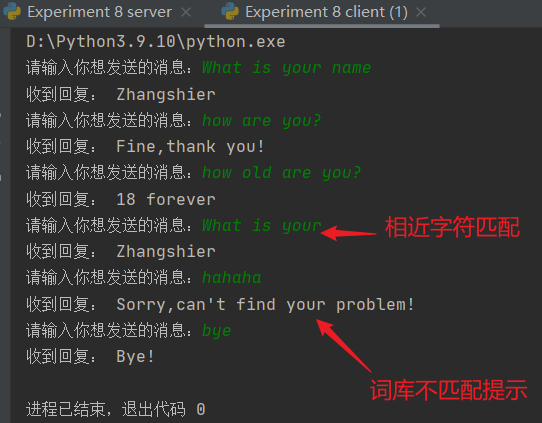 Experiment 8 server × Experiment 8 client (1) ×
D:\Python3.9.10\python.exe
请输入你想发送的消息：What is your name
收到回复： Zhangshier
请输入你想发送的消息：how are you?
收到回复： Fine,thank you!
请输入你想发送的消息：how old are you?
收到回复： 18 forever
请输入你想发送的消息：What is your
相近字符匹配
收到回复： Zhangshier
请输入你想发送的消息：hahaha
收到回复： Sorry,can't find your problem!
请输入你想发送的消息：bye
收到回复： Bye!
词库不匹配提示
进程已结束，退出代码 0